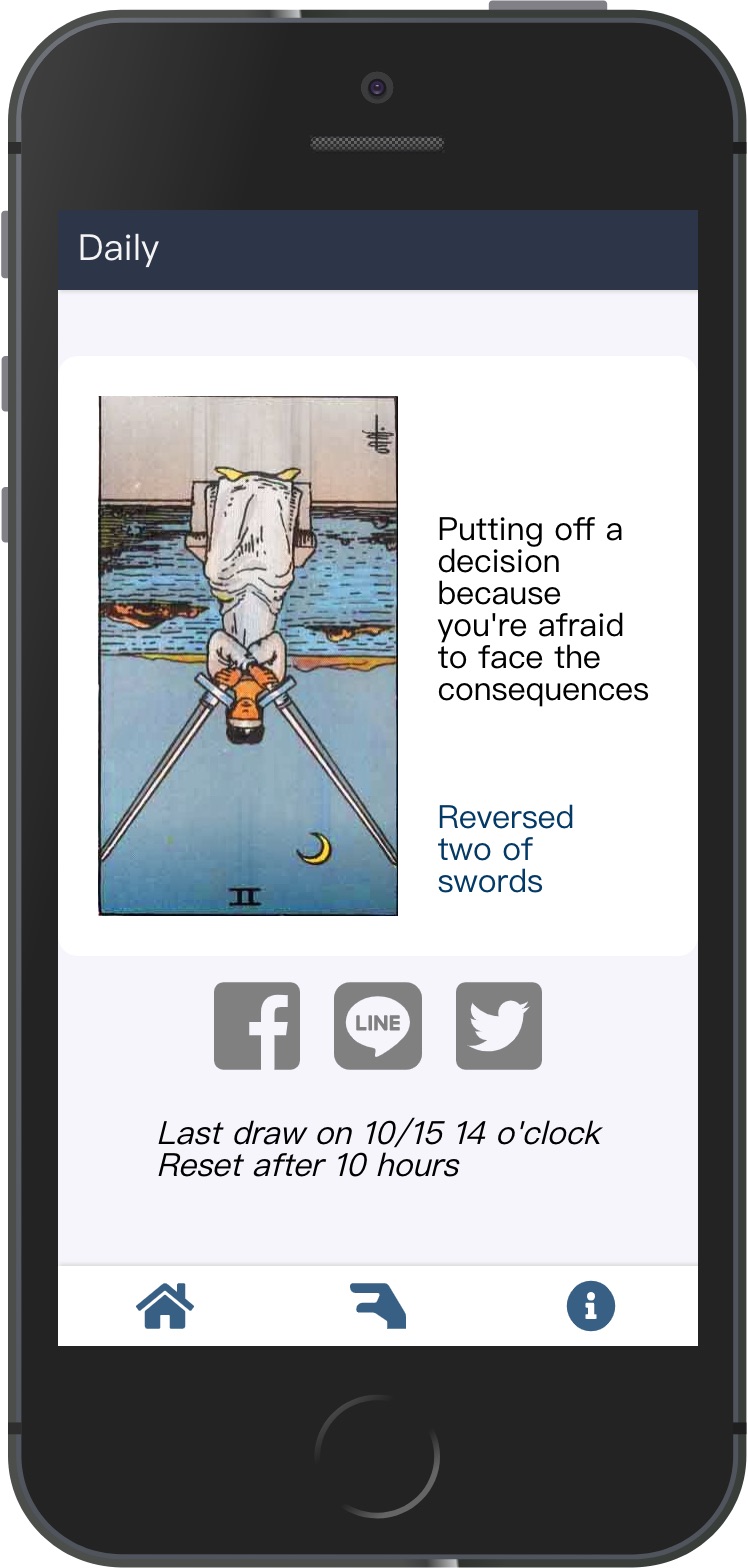 Daily
Putting off a
decision
because
you're afraid
to face the
consequences
Reversed
two of
swords
II
LINE
Last draw on 10/15 14 o'clock
Reset after 10 hours